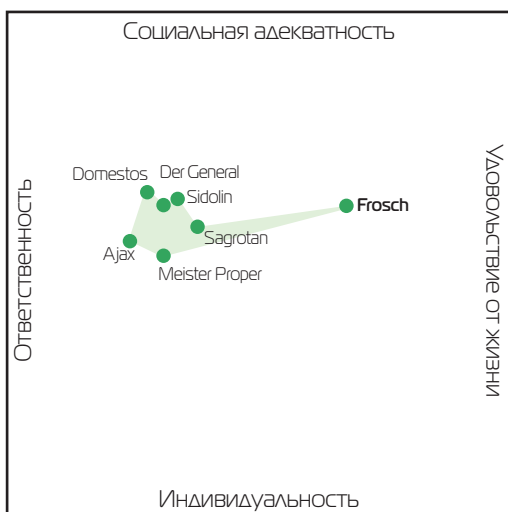 Социальная адекватность
Domestos
Der General
Sidolin
Frosch
Sagrotan
Ajax
Meister Proper
Ответственность
Удовольствие от жизни
Индивидуальность